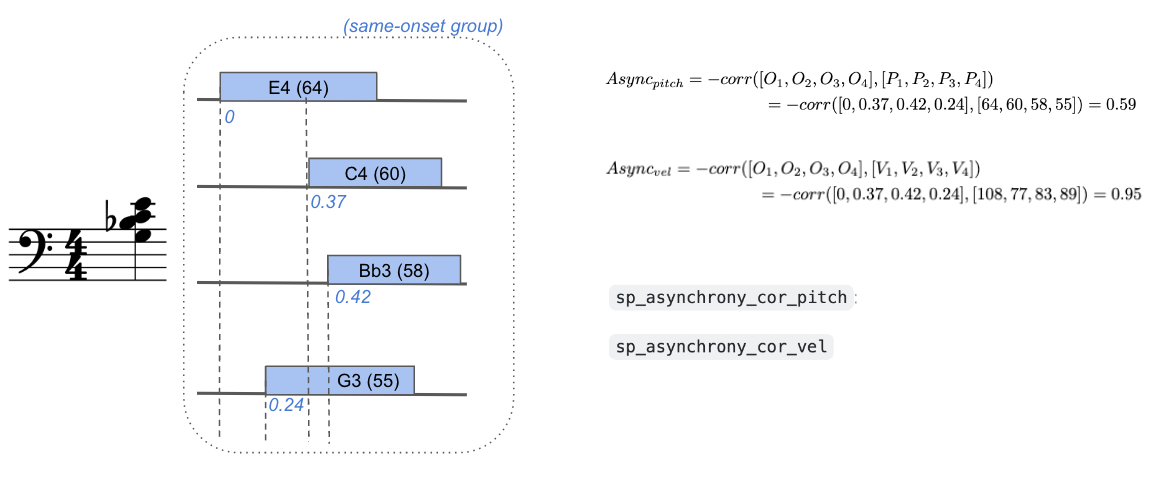 (same-onset group)
E4 (64)
0
C4 (60)
0.37
Bb3 (58)
0.42
G3 (55)
0.24
4
4
Async_{pitch} = −corr([O_1, O_2, O_3, O_4], [P_1, P_2, P_3, P_4])
= −corr([0, 0.37, 0.42, 0.24], [64, 60, 58, 55]) = 0.59
Async_{vel} = −corr([O_1, O_2, O_3, O_4], [V_1, V_2, V_3, V_4])
= −corr([0, 0.37, 0.42, 0.24], [108, 77, 83, 89]) = 0.95
sp_asynchrony_cor_pitch:
sp_asynchrony_cor_vel